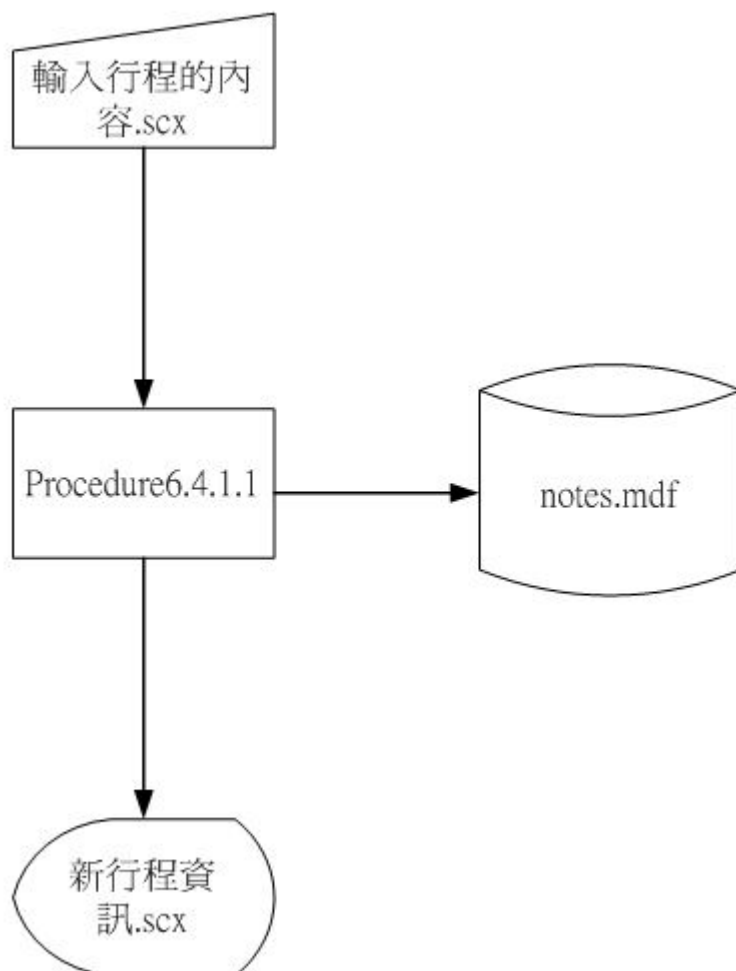 輸入行程的內
容.scx
Procedure6.4.1.1
notes.mdf
新行程資
訊.scx